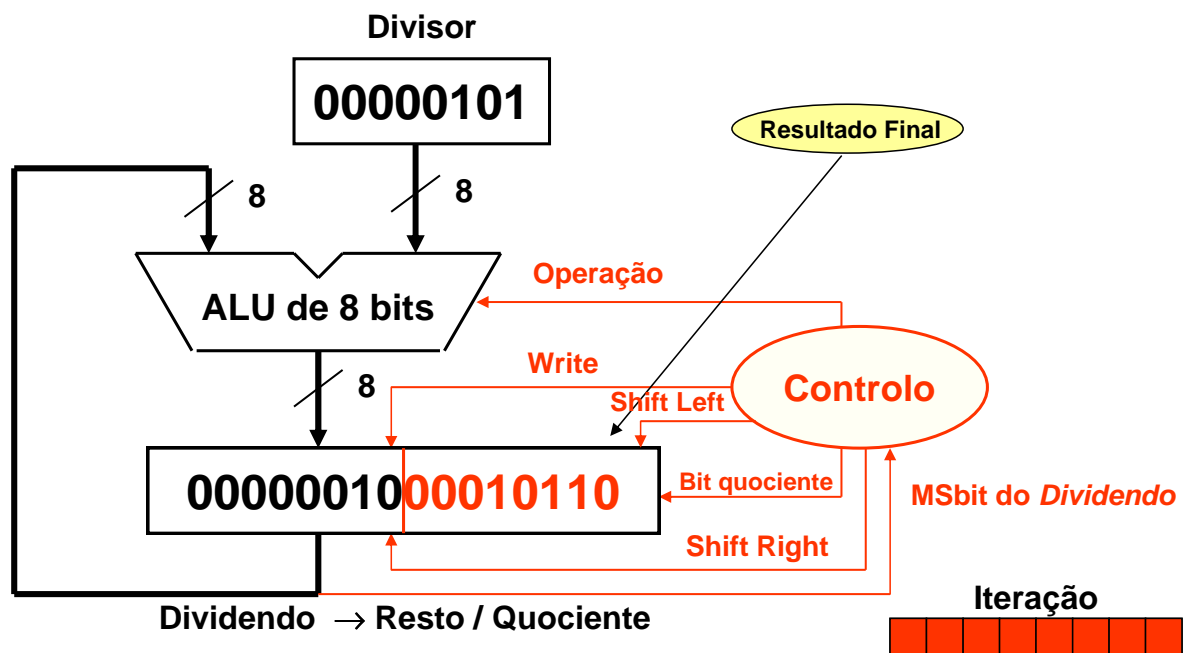 Divisor
00000101
Resultado Final
8
8
Operação
ALU de 8 bits
Write
8
Controlo
Shift Left
0000001000010110
Bit quociente
MSbit do Dividendo
Shift Right
Dividendo → Resto / Quociente
Iteração